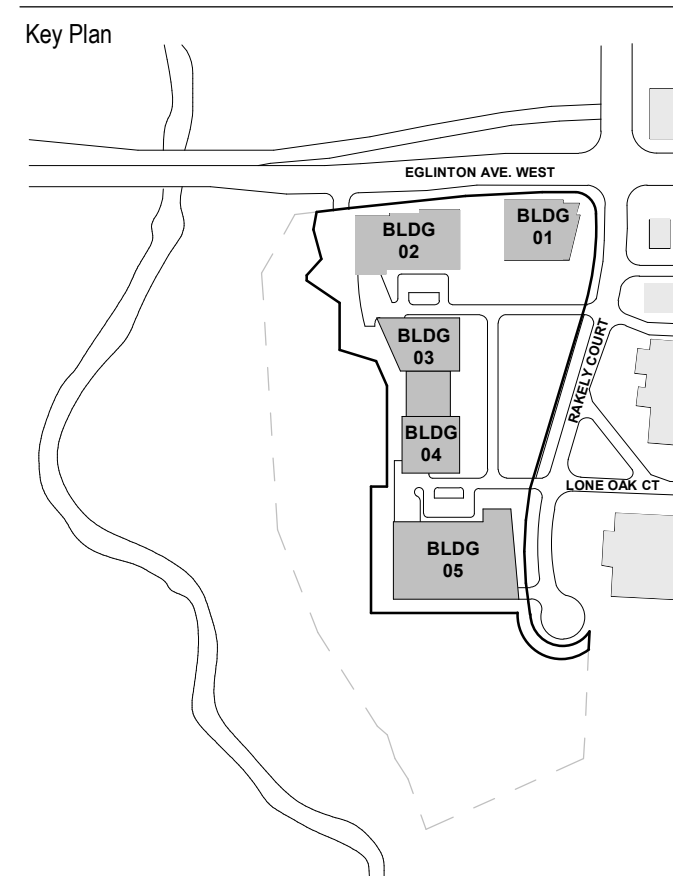 Key Plan
EGLINTON AVE. WEST
BLDG
01
BLDG
02
BLDG
03
RAKELY COURT
BLDG
04
LONE OAK CT
BLDG
05